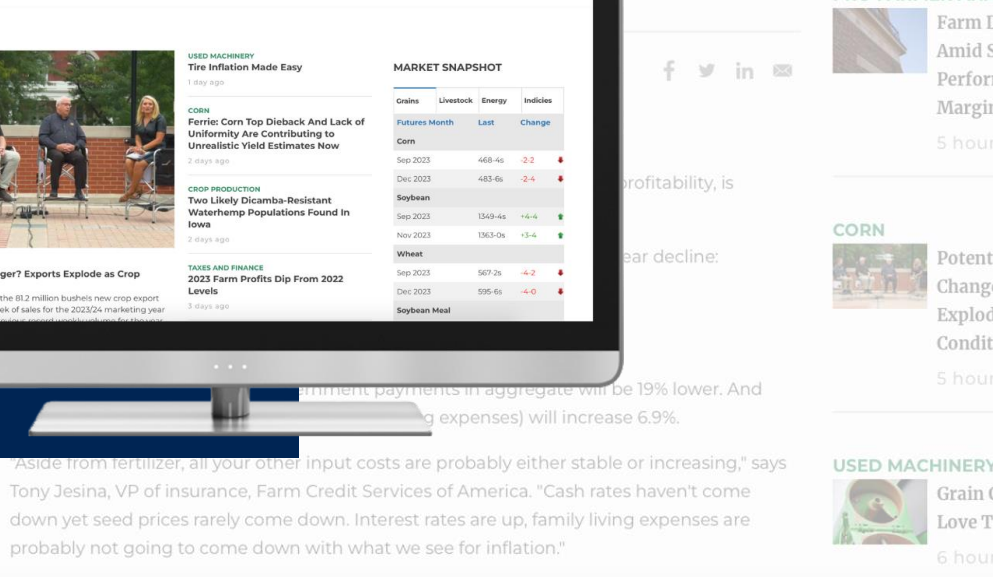 USED MACHINERY
Tire Inflation Made Easy
1 day ago
CORN
Ferrie: Corn Top Dieback And Lack of
Uniformity Are Contributing to
Unrealistic Yield Estimates Now
2 days ago
CROP PRODUCTION
Two Likely Dicamba-Resistant
Waterhemp Populations Found In
Iowa
2 days ago
TAXES AND FINANCE
2023 Farm Profits Dip From 2022
Levels
3 days ago
ger? Exports Explode as Crop
the 81.2 million bushels new crop export
ek of sales for the 2023/24 marketing year
MARKET SNAPSHOT
Grains Livestock Energy Indicies
Futures Month Last Change
Corn
Sep 2023 468-4s -2-2
Dec 2023 483-6s -2-4
Soybean
Sep 2023 1349-4s +4-4
Nov 2023 1363-0s +3-4
Wheat
Sep 2023 567-2s -4-2
Dec 2023 595-6s -4-0
Soybean Meal
profitability, is
ear decline:
ernment payments in aggregate will be 19% lower. And
g expenses) will increase 6.9%.
"Aside from fertilizer, all your other input costs are probably either stable or increasing," says
Tony Jesina, VP of insurance, Farm Credit Services of America. "Cash rates haven't come
down yet seed prices rarely come down. Interest rates are up, family living expenses are
probably not going to come down with what we see for inflation."
Farm
Amid S
Perfor
Margin
5 hour
CORN
Potent
Change
Explod
Condit
5 hour
USED MACHINERY
Grain
Love T
6 hour